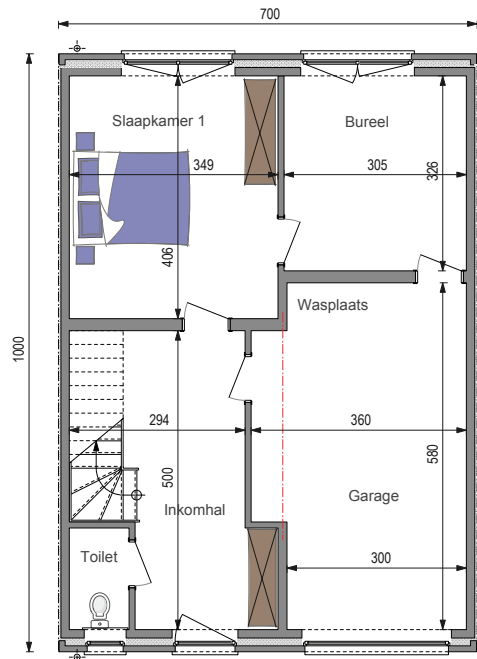 700
Slaapkamer 1
Bureel
349
305
326
406
Wasplaats
1000
294
360
500
580
Inkomhal
Garage
Toilet
300